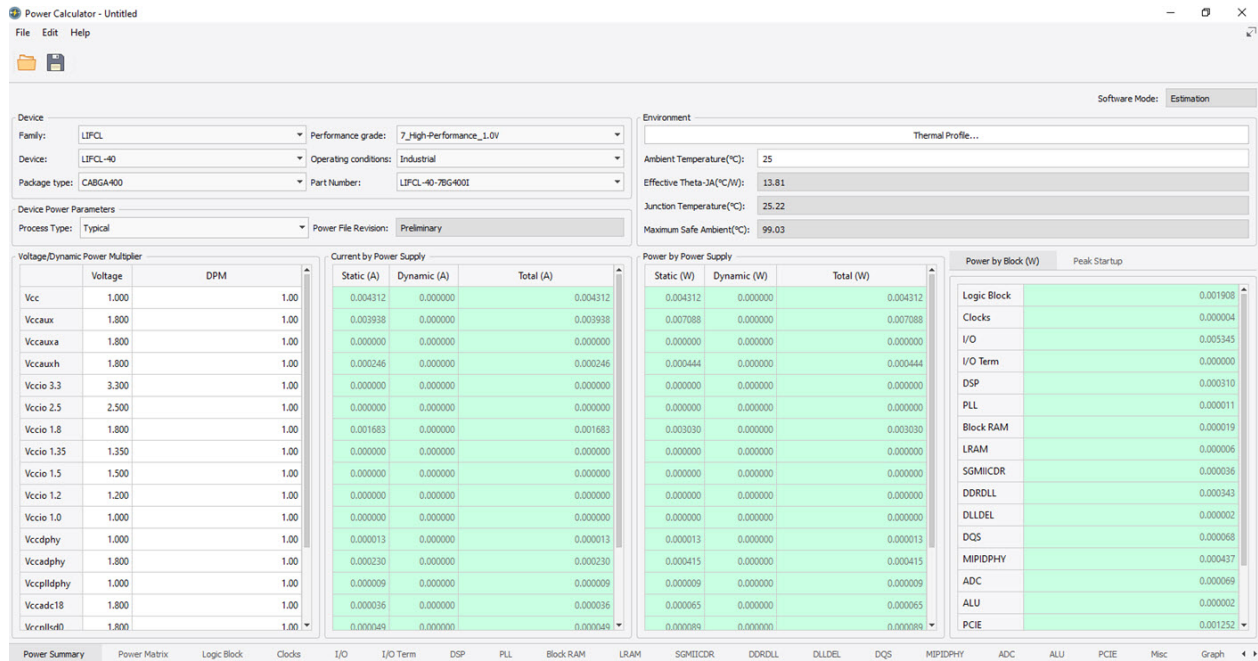 Power Calculator - Untitled
File Edit Help
Software Mode: Estimation
Device
Family: LIFCL Performance grade: 7_High-Performance_1.0V
Device: LIFCL-40 Operating conditions: Industrial
Package type: CABGA400 Part Number: LIFCL-40-7BG400I
Environment
Thermal Profile...
Ambient Temperature(°C): 25
Effective Theta-JA(°C/W): 13.81
Junction Temperature(°C): 25.22
Maximum Safe Ambient(°C): 99.03
Device Power Parameters
Process Type: Typical Power File Revision: Preliminary
Voltage/Dynamic Power Multiplier
Voltage DPM
Vcc 1.000 1.00
Vccaux 1.800 1.00
Vccauxa 1.800 1.00
Vccauxh 1.800 1.00
Vccio 3.3 3.300 1.00
Vccio 2.5 2.500 1.00
Vccio 1.8 1.800 1.00
Vccio 1.35 1.350 1.00
Vccio 1.5 1.500 1.00
Vccio 1.2 1.200 1.00
Vccio 1.0 1.000 1.00
Vccdphy 1.000 1.00
Vccadphy 1.800 1.00
Vccplldphy 1.000 1.00
Vccadc18 1.800 1.00
Vccpllsd0 1.800 1.00
Current by Power Supply
Static (A) Dynamic (A) Total (A)
0.004312 0.000000 0.004312
0.003938 0.000000 0.003938
0.000000 0.000000 0.000000
0.000246 0.000000 0.000246
0.000000 0.000000 0.000000
0.000000 0.000000 0.000000
0.001683 0.000000 0.001683
0.000000 0.000000 0.000000
0.000000 0.000000 0.000000
0.000000 0.000000 0.000000
0.000000 0.000000 0.000000
0.000013 0.000000 0.000013
0.000230 0.000000 0.000230
0.000009 0.000000 0.000009
0.000036 0.000000 0.000036
0.000049 0.000000 0.000049
Power by Power Supply
Static (W) Dynamic (W) Total (W)
0.004312 0.000000 0.004312
0.007088 0.000000 0.007088
0.000000 0.000000 0.000000
0.000444 0.000000 0.000444
0.000000 0.000000 0.000000
0.000000 0.000000 0.000000
0.003030 0.000000 0.003030
0.000000 0.000000 0.000000
0.000000 0.000000 0.000000
0.000000 0.000000 0.000000
0.000000 0.000000 0.000000
0.000013 0.000000 0.000013
0.000415 0.000000 0.000415
0.000009 0.000000 0.000009
0.000065 0.000000 0.000065
0.000089 0.000000 0.000089
Power by Block (W) Peak Startup
Logic Block 0.001908
Clocks 0.000004
I/O 0.005345
I/O Term 0.000000
DSP 0.000310
PLL 0.000011
Block RAM 0.000019
LRAM 0.000006
SGMIICDR 0.000036
DDRDLL 0.000343
DLLDEL 0.000002
DQS 0.000068
MIPIDPHY 0.000437
ADC 0.000069
ALU 0.000002
PCIE 0.001252
Power Summary Power Matrix Logic Block Clocks I/O I/O Term DSP PLL Block RAM LRAM SGMIICDR DDRDLL DLLDEL DQS MIPIDPHY ADC ALU PCIE Misc Graph